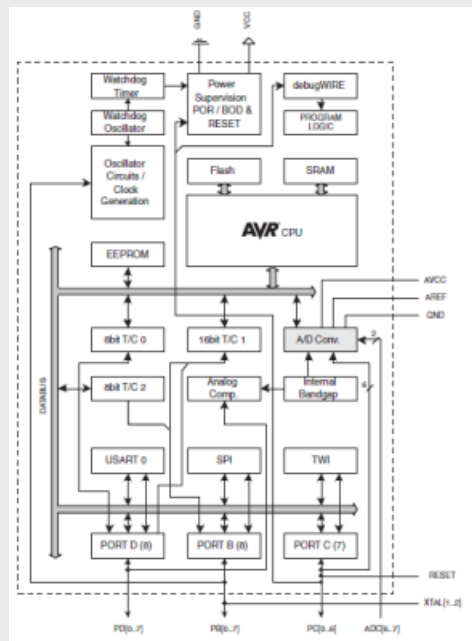 GND
VCC
Watchdog
Timer
Watchdog
Oscillator
Oscillator
Circuits /
Clock
Generation
Power
Supervision
POR / BOD &
RESET
debugWIRE
PROGRAM
LOGIC
Flash
SRAM
AVR CPU
EEPROM
AVCC
AREF
GND
8bit T/C 0
16bit T/C 1
A/D Conv.
2
8bit T/C 2
Analog
Comp.
Internal
Bandgap
6
DATABUS
USART 0
SPI
TWI
PORT D (8)
PORT B (8)
PORT C (7)
RESET
XTAL[1..2]
PD[0..7]
PB[0..7]
PC[0..6]
ADC[6..7]